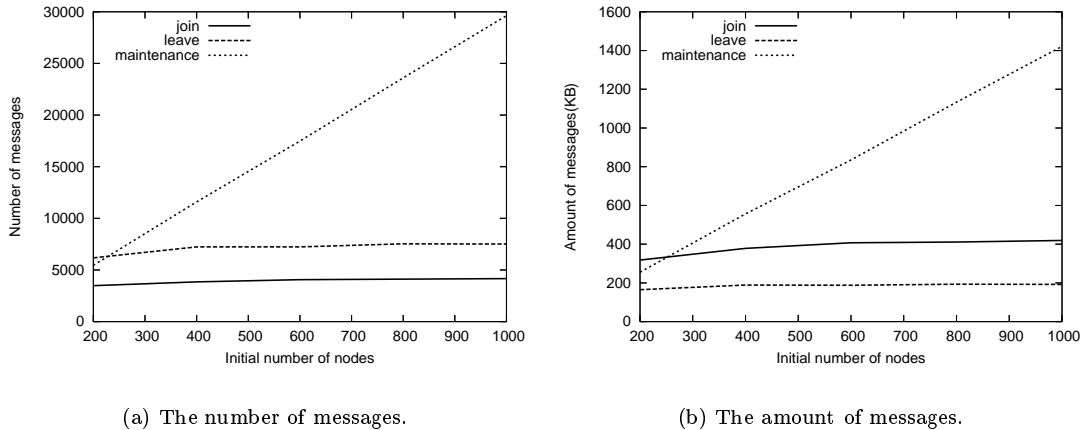 30000
25000
20000
15000
10000
5000
0
Number of messages
join
leave
maintenance
200 300 400 500 600 700 800 900 1000
Initial number of nodes
(a) The number of messages.
1600
1400
1200
1000
800
600
400
200
0
Amount of messages(KB)
join
leave
maintenance
200 300 400 500 600 700 800 900 1000
Initial number of nodes
(b) The amount of messages.